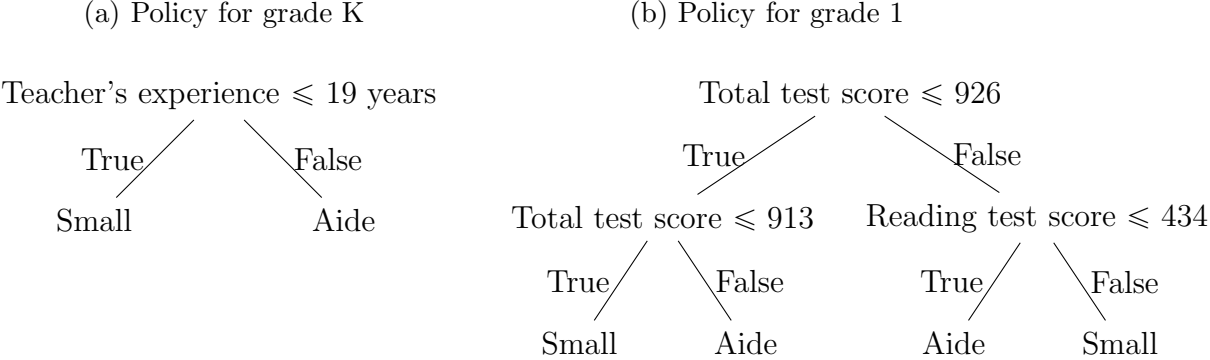 (a) Policy for grade K
Teacher's experience ⩽ 19 years
True
False
Small
Aide
(b) Policy for grade 1
Total test score ⩽ 926
True
False
Total test score ⩽ 913
Reading test score ⩽ 434
True
False
True
False
Small
Aide
Aide
Small